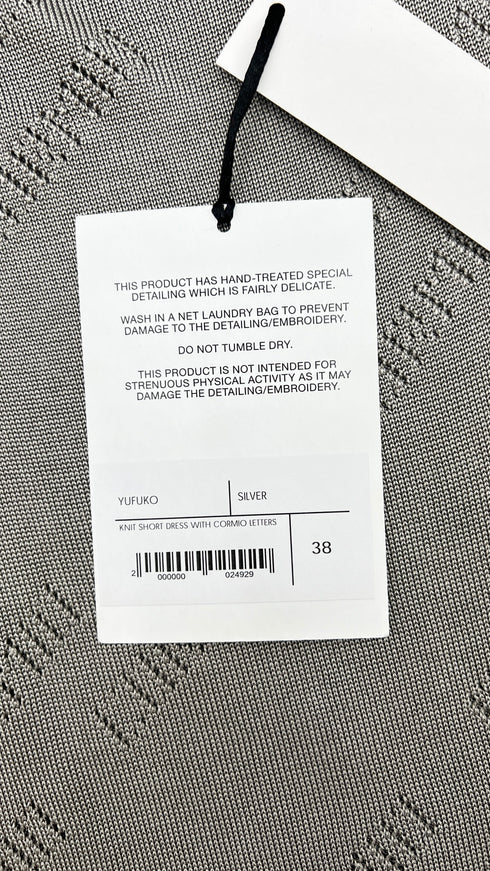 THIS PRODUCT HAS HAND-TREATED SPECIAL
DETAILING WHICH IS FAIRLY DELICATE.
WASH IN A NET LAUNDRY BAG TO PREVENT
DAMAGE TO THE DETAILING/EMBROIDERY.
DO NOT TUMBLE DRY.
THIS PRODUCT IS NOT INTENDED FOR
STRENUOUS PHYSICAL ACTIVITY AS IT MAY
DAMAGE THE DETAILING/EMBROIDERY.
YUFUKO SILVER
KNIT SHORT DRESS WITH CORMIO LETTERS
38
2 000000 024929